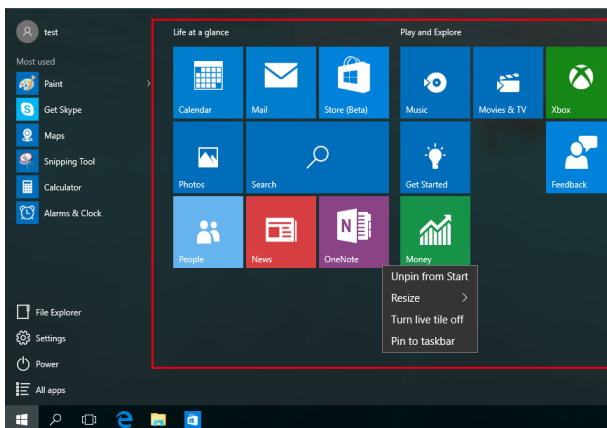 test
Most used
Paint
Get Skype
Maps
Snipping Tool
Calculator
Alarms & Clock
File Explorer
Settings
Power
All apps
Life at a glance
Calendar
Mail
Store (Beta)
Photos
Search
People
News
OneNote
N
Play and Explore
Music
Movies & TV
Xbox
Get Started
Feedback
Money
Unpin from Start
Resize
Turn live tile off
Pin to taskbar